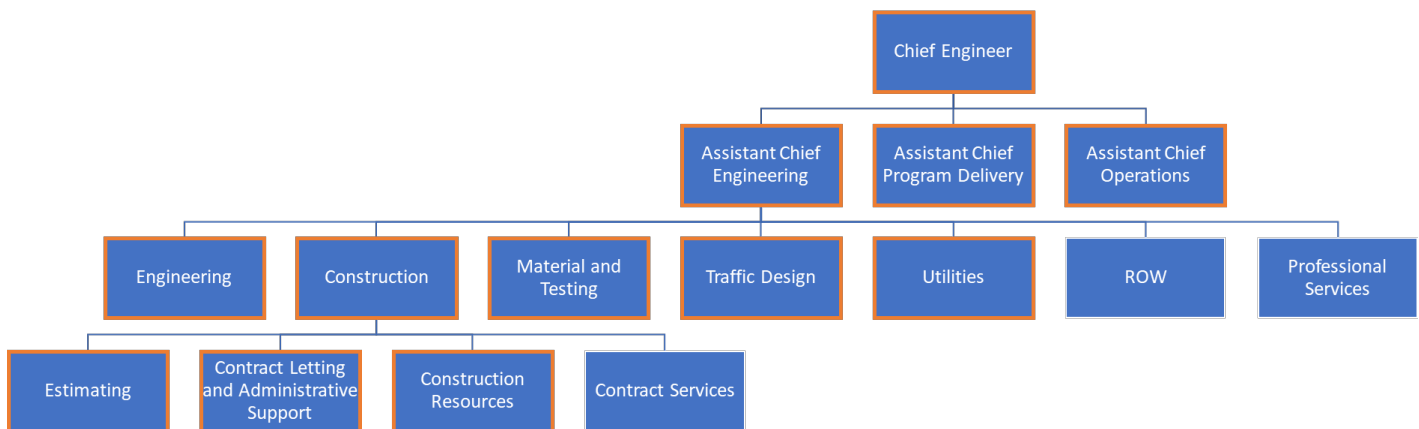 Chief Engineer
Assistant Chief
Engineering
Assistant Chief
Program Delivery
Assistant Chief
Operations
Engineering
Construction
Material and
Testing
Traffic Design
Utilities
ROW
Professional
Services
Estimating
Contract Letting
and Administrative
Support
Construction
Resources
Contract Services